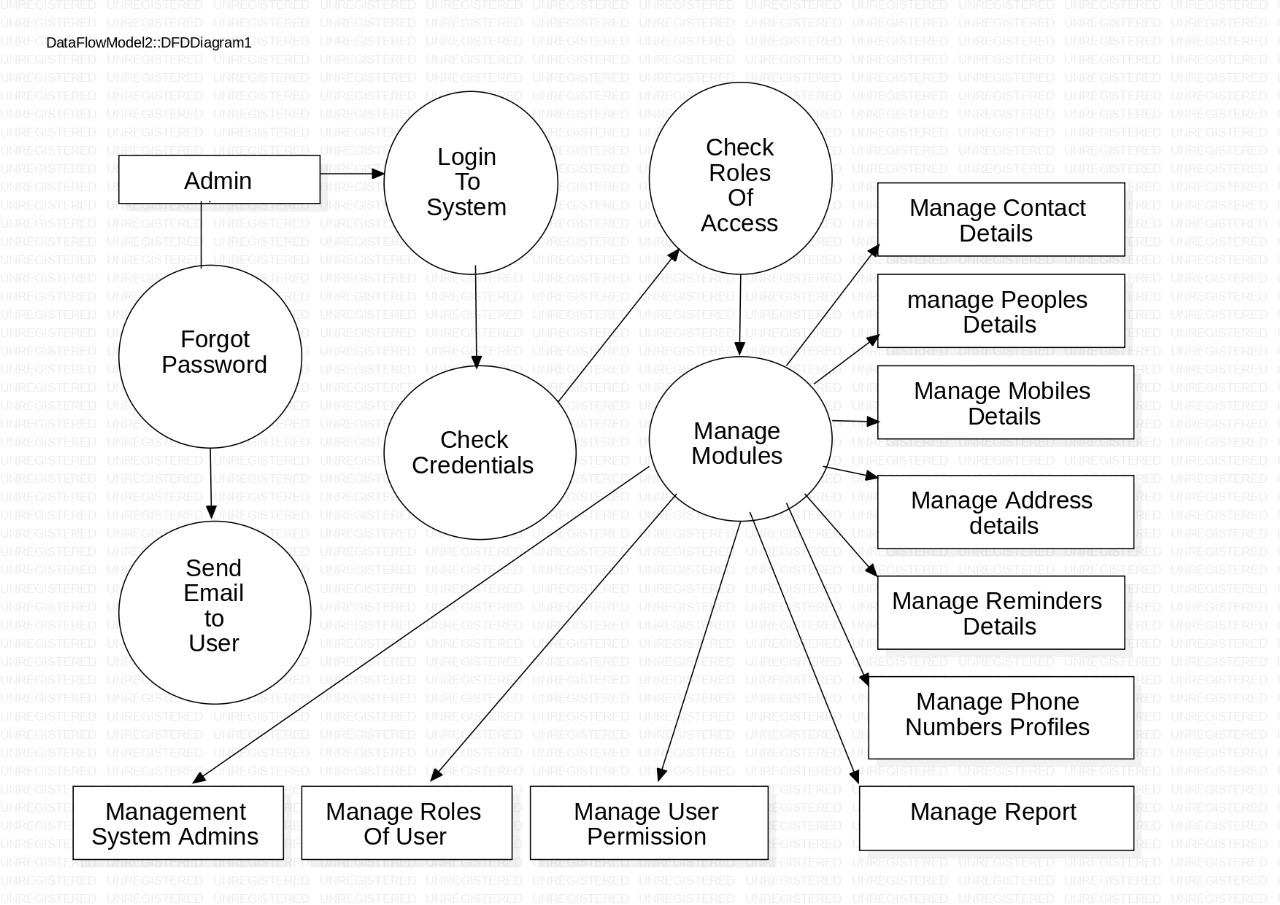 DataFlowModel2::DFDDiagram1
Admin
Login
To
System
Check
Roles
Of
Access
Manage Contact
Details
manage Peoples
Details
Forgot
Password
Manage Mobiles
Details
Check
Credentials
Manage
Modules
Manage Address
details
Send
Email
to
User
Manage Reminders
Details
Manage Phone
Numbers Profiles
Management
System Admins
Manage Roles
Of User
Manage User
Permission
Manage Report
UNREGISTERED